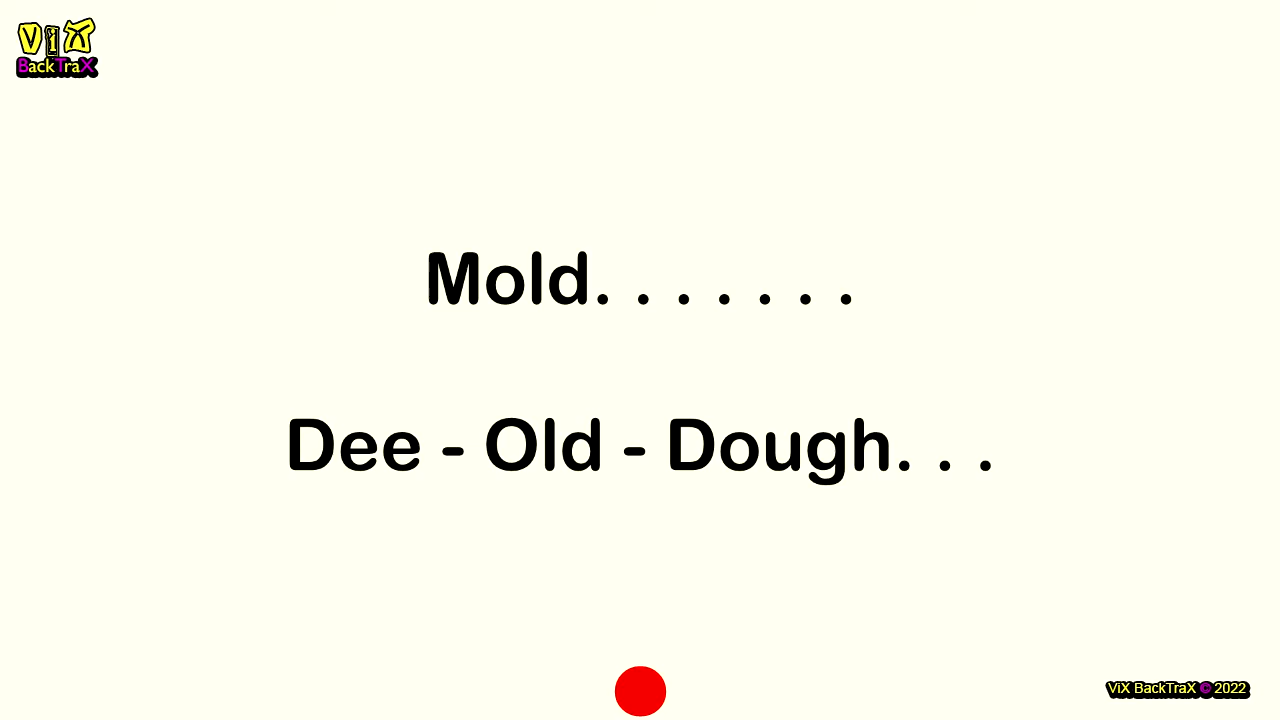 ViX
BackTraX
Mold. . . . . . .
Dee - Old - Dough. . .
ViX BackTraX © 2022